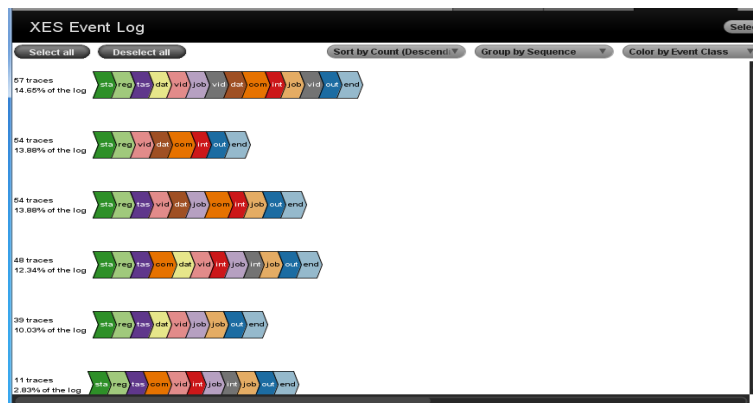 XES Event Log
Selec
Select all Deselect all Sort by Count (Descendi Group by Sequence Color by Event Class
57 traces
14.65% of the log
sta reg tas dat vid job vid dat com int job vid out end
54 traces
13.88% of the log
sta reg vid dat com int out end
54 traces
13.88% of the log
sta reg tas vid dat job com int job out end
48 traces
12.34% of the log
sta reg tas com dat vid int job int job out end
39 traces
10.03% of the log
sta reg tas dat vid job job out end
11 traces
2.83% of the log
sta reg tas com vid int job int job out end